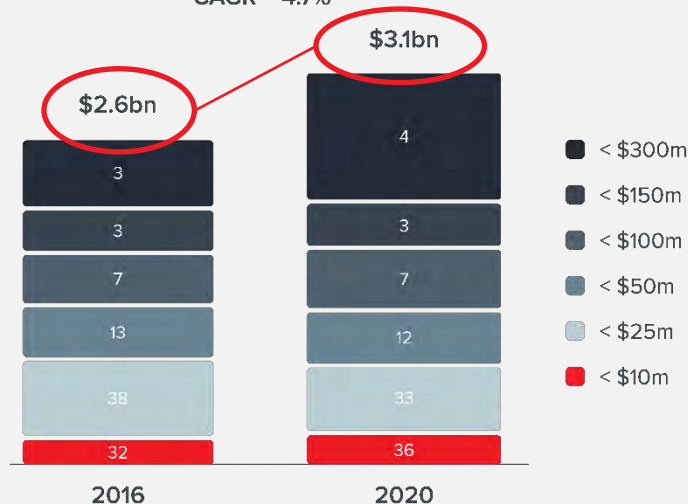 $3.1bn
$2.6bn
3
3
7
13
38
32
2016
4
3
7
12
33
36
2020
< $300m
< $150m
< $100m
< $50m
< $25m
< $10m